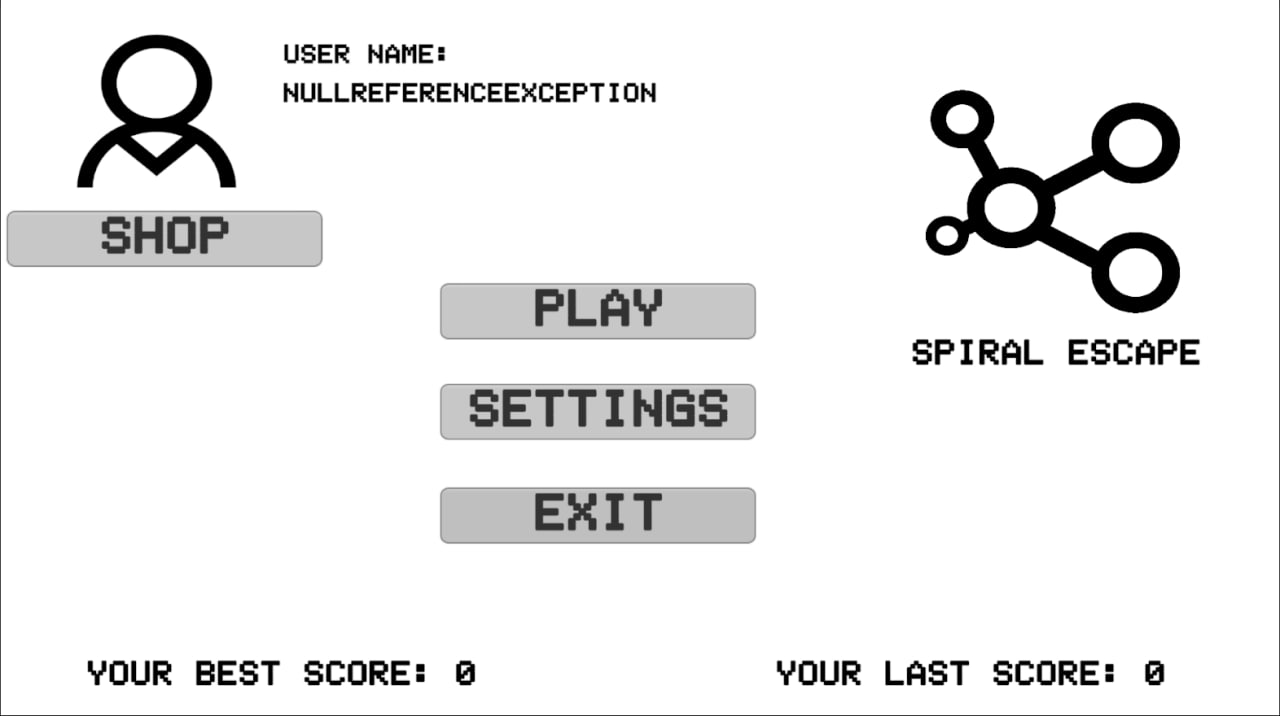 USER NAME:
NULLREFERENCEEXCEPTION
SHOP
PLAY
SETTINGS
EXIT
SPIRAL ESCAPE
YOUR BEST SCORE: 0
YOUR LAST SCORE: 0